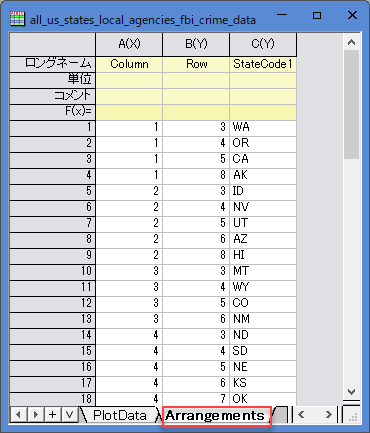 all_us_states_local_agencies_fbi_crime_data
A(X) B(Y) C(Y)
ロングネーム Column Row StateCode1
単位
コメント
F(x)=
1 1 3 WA
2 1 4 OR
3 1 5 CA
4 1 8 AK
5 2 3 ID
6 2 4 NV
7 2 5 UT
8 2 6 AZ
9 2 8 HI
10 3 3 MT
11 3 4 WY
12 3 5 CO
13 3 6 NM
14 4 3 ND
15 4 4 SD
16 4 5 NE
17 4 6 KS
18 4 7 OK
PlotData Arrangements